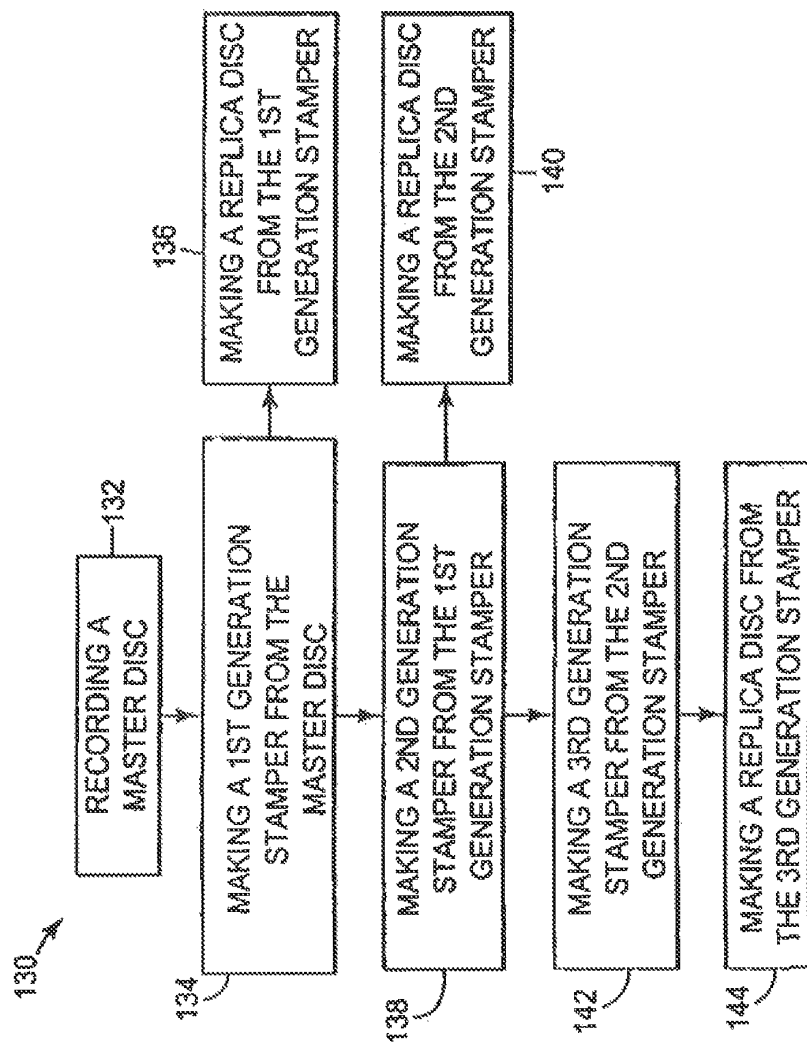 130
132
RECORDING A
MASTER DISC
134
MAKING A 1ST GENERATION
STAMPER FROM THE
MASTER DISC
136
MAKING A REPLICA DISC
FROM THE 1ST
GENERATION STAMPER
138
MAKING A 2ND GENERATION
STAMPER FROM THE 1ST
GENERATION STAMPER
MAKING A REPLICA DISC
FROM THE 2ND
GENERATION STAMPER
140
142
MAKING A 3RD GENERATION
STAMPER FROM THE 2ND
GENERATION STAMPER
144
MAKING A REPLICA DISC FROM
THE 3RD GENERATION STAMPER